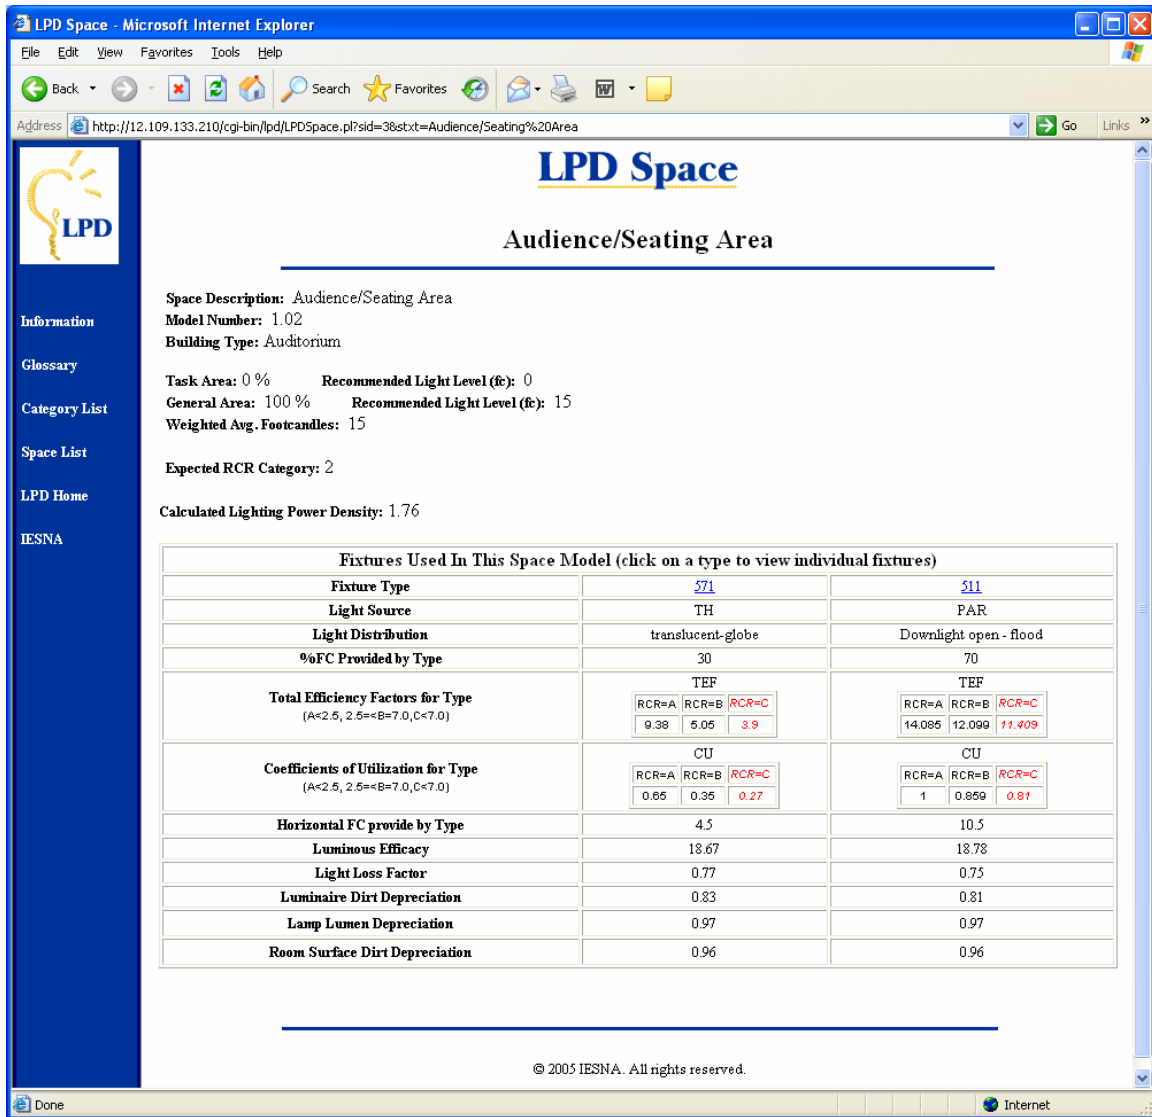 LPD Space - Microsoft Internet Explorer
File Edit View Favorites Tools Help
Back Search Favorites
Address http://12.109.133.210/cgi-bin/lpd/LPDSpace.pl?sid=3&stxt=Audience/Seating%20Area Go Links »
LPD
LPD Space
Audience/Seating Area
Information
Glossary
Category List
Space List
LPD Home
IESNA
Space Description: Audience/Seating Area
Model Number: 1.02
Building Type: Auditorium
Task Area: 0 % Recommended Light Level (fc): 0
General Area: 100 % Recommended Light Level (fc): 15
Weighted Avg. Footcandles: 15
Expected RCR Category: 2
Calculated Lighting Power Density: 1.76
Fixtures Used In This Space Model (click on a type to view individual fixtures)
Fixture Type 571 511
Light Source TH PAR
Light Distribution translucent-globe Downlight open - flood
%FC Provided by Type 30 70
Total Efficiency Factors for Type
(A<2.5, 2.5=<B=7.0,C<7.0)
TEF TEF
RCR=A RCR=B RCR=C RCR=A RCR=B RCR=C
9.38 5.05 3.9 14.085 12.099 11.409
Coefficients of Utilization for Type
(A<2.5, 2.5=<B=7.0,C<7.0)
CU CU
RCR=A RCR=B RCR=C RCR=A RCR=B RCR=C
0.65 0.35 0.27 1 0.859 0.81
Horizontal FC provide by Type 4.5 10.5
Luminous Efficacy 18.67 18.78
Light Loss Factor 0.77 0.75
Luminaire Dirt Depreciation 0.83 0.81
Lamp Lumen Depreciation 0.97 0.97
Room Surface Dirt Depreciation 0.96 0.96
© 2005 IESNA. All rights reserved.
Done Internet